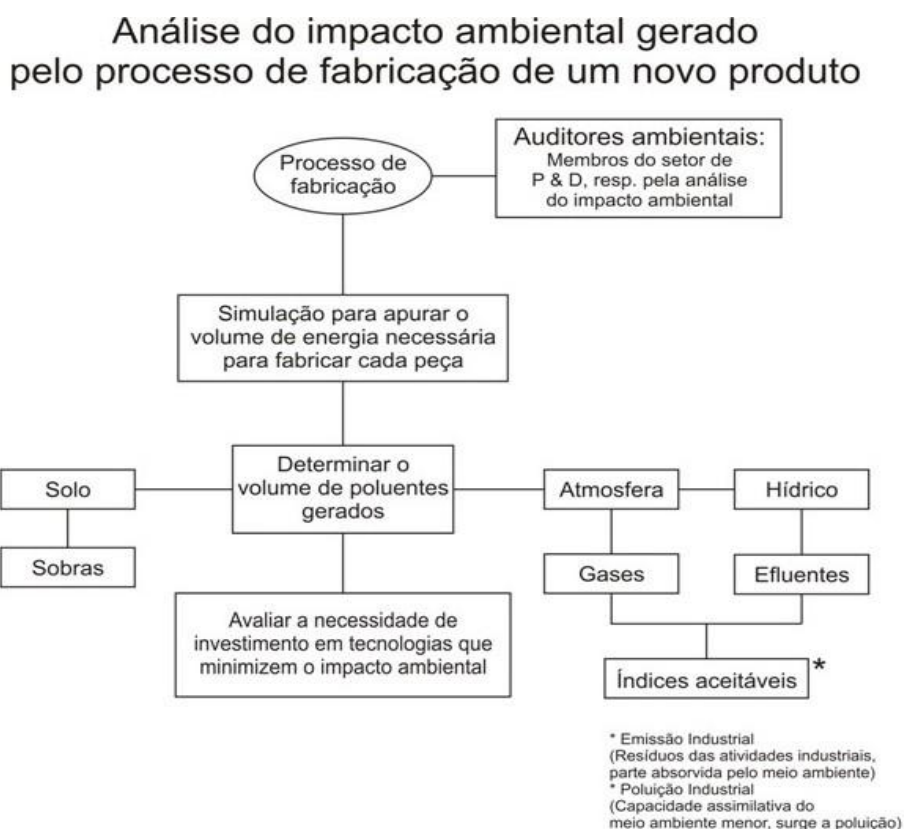 Análise do impacto ambiental gerado
pelo processo de fabricação de um novo produto
Processo de
fabricação
Auditores ambientais:
Membros do setor de
P & D, resp. pela análise
do impacto ambiental
Simulação para apurar o
volume de energia necessária
para fabricar cada peça
Solo
Determinar o
volume de poluentes
gerados
Atmosfera
Hídrico
Sobras
Gases
Efluentes
Avaliar a necessidade de
investimento em tecnologias que
minimizem o impacto ambiental
Índices aceitáveis *
* Emissão Industrial
(Resíduos das atividades industriais,
parte absorvida pelo meio ambiente)
* Poluição Industrial
(Capacidade assimilativa do
meio ambiente menor, surge a poluição)